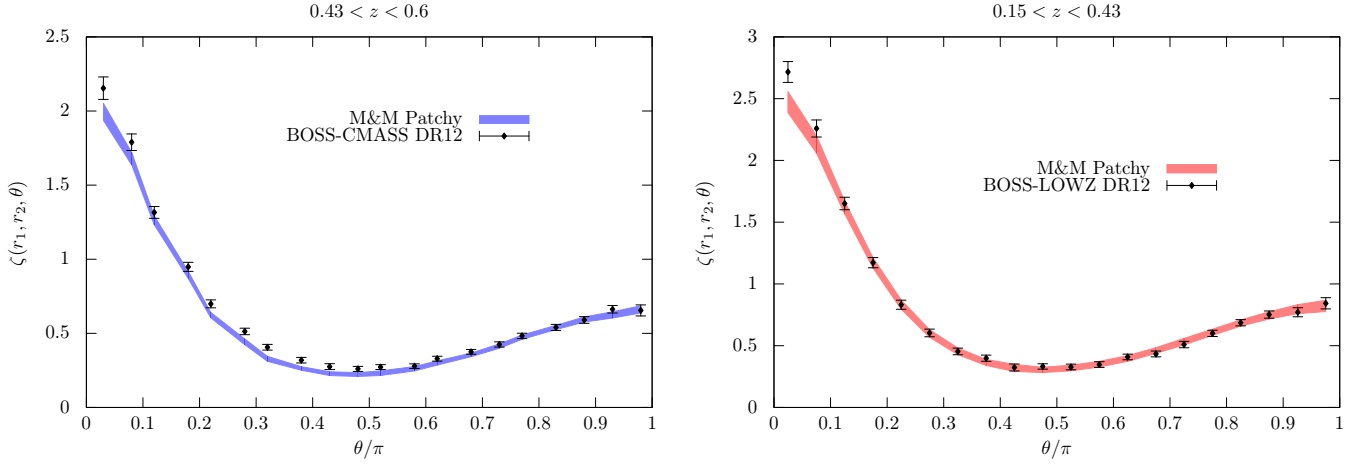 0.43 < z < 0.6
ζ(r₁, r₂, θ)
2.5
2
1.5
1
0.5
0
M&M Patchy
BOSS-CMASS DR12
0 0.1 0.2 0.3 0.4 0.5 0.6 0.7 0.8 0.9 1
θ/π
0.15 < z < 0.43
ζ(r₁, r₂, θ)
3
2.5
2
1.5
1
0.5
0
M&M Patchy
BOSS-LOWZ DR12
0 0.1 0.2 0.3 0.4 0.5 0.6 0.7 0.8 0.9 1
θ/π